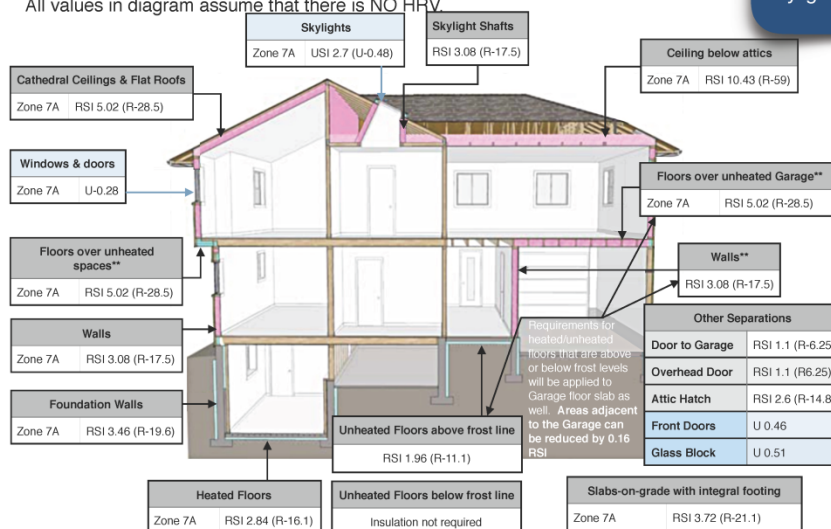 All values in diagram assume that there is NO HRV.
Skylights
Zone 7A USI 2.7 (U-0.48)
Skylight Shafts
RSI 3.08 (R-17.5)
Ceiling below attics
Zone 7A RSI 10.43 (R-59)
Cathedral Ceilings & Flat Roofs
Zone 7A RSI 5.02 (R-28.5)
Windows & doors
Zone 7A U-0.28
Floors over unheated Garage**
Zone 7A RSI 5.02 (R-28.5)
Floors over unheated
spaces**
Zone 7A RSI 5.02 (R-28.5)
Walls**
RSI 3.08 (R-17.5)
Walls
Zone 7A RSI 3.08 (R-17.5)
Foundation Walls
Zone 7A RSI 3.46 (R-19.6)
Requirements for
heated/unheated
floors that are above
or below frost levels
will be applied to
Garage floor slab as
well. Areas adjacent
to the Garage can
be reduced by 0.16
RSI
Other Separations
Door to Garage RSI 1.1 (R-6.25
Overhead Door RSI 1.1 (R6.25)
Attic Hatch RSI 2.6 (R-14.8
Front Doors U 0.46
Glass Block U 0.51
Unheated Floors above frost line
RSI 1.96 (R-11.1)
Heated Floors
Zone 7A RSI 2.84 (R-16.1)
Unheated Floors below frost line
Insulation not required
Slabs-on-grade with integral footing
Zone 7A RSI 3.72 (R-21.1)